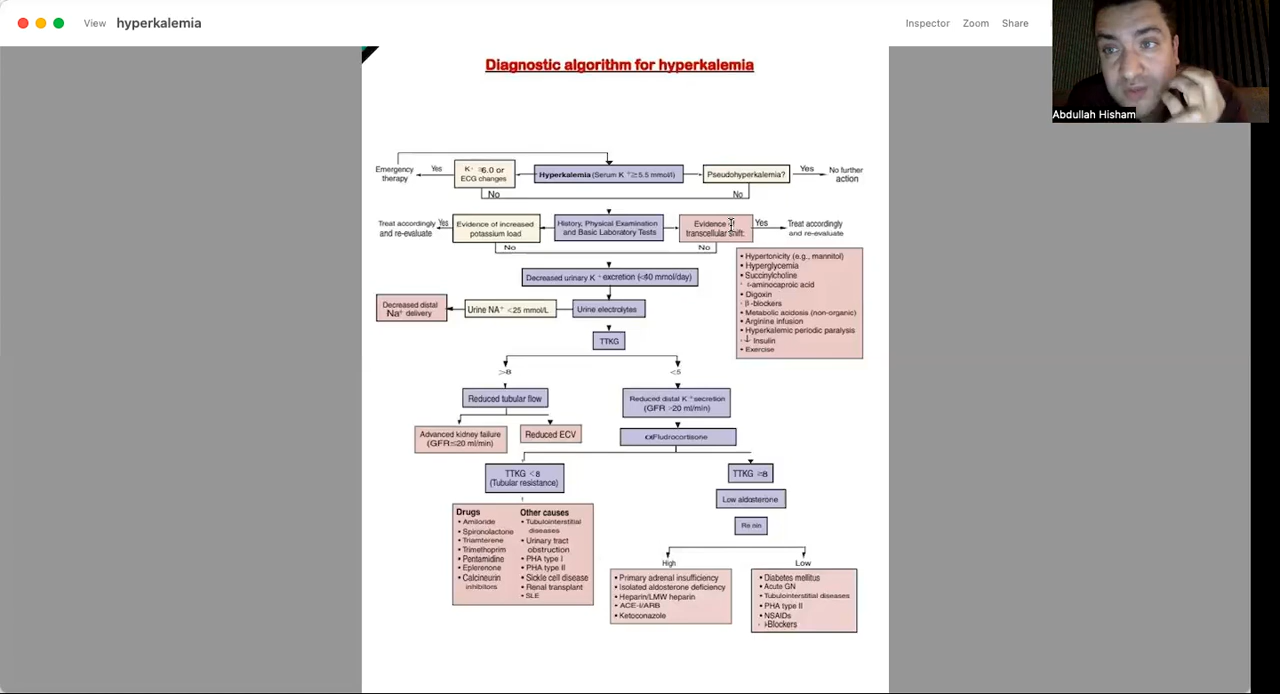 View hyperkalemia
Inspector Zoom Share
Abdullah Hisham
Diagnostic algorithm for hyperkalemia
Emergency
therapy
Yes
6.0 or
ECG changes
Hyperkalemia (Serum K +≥5.5 mmol/l)
Pseudohyperkalemia?
Yes
No further
action
No
No
Treat accordingly
and re-evaluate
Yes
Evidence of increased
potassium load
History, Physical Examination
and Basic Laboratory Tests
Evidence
transcellular shift
Yes
Treat accordingly
and re-evaluate
No
No
• Hypertonicity (e.g., mannitol)
• Hyperglycemia
• Succinylcholine
-aminocaproic acid
• Digoxin
β -blockers
• Metabolic acidosis (non-organic)
• Arginine infusion
• Hyperkalemic periodic paralysis
↓ Insulin
• Exercise
Decreased urinary K + excretion (<40 mmol/day)
Decreased distal
Na+ delivery
Urine NA+ <25 mmol/L
Urine electrolytes
TTKG
>8
<5
Reduced tubular flow
Reduced distal K + secretion
(GFR >20 ml/min)
Advanced kidney failure
(GFR≤20 ml/min)
Reduced ECV
αFludrocortisone
TTKG <8
(Tubular resistance)
TTKG ≥8
Low aldosterone
Re nin
Drugs
• Amiloride
• Spironolactone
• Triamterene
• Trimethoprim
• Pentamidine
• Eplerenone
• Calcineurin
inhibitors
Other causes
• Tubulointerstitial
diseases
• Urinary tract
obstruction
• PHA type I
• PHA type II
• Sickle cell disease
• Renal transplant
• SLE
High
Low
• Primary adrenal insufficiency
• Isolated aldosterone deficiency
• Heparin/LMW heparin
• ACE-I/ARB
• Ketoconazole
• Diabetes mellitus
• Acute GN
• Tubulointerstitial diseases
• PHA type II
• NSAIDs
Blockers